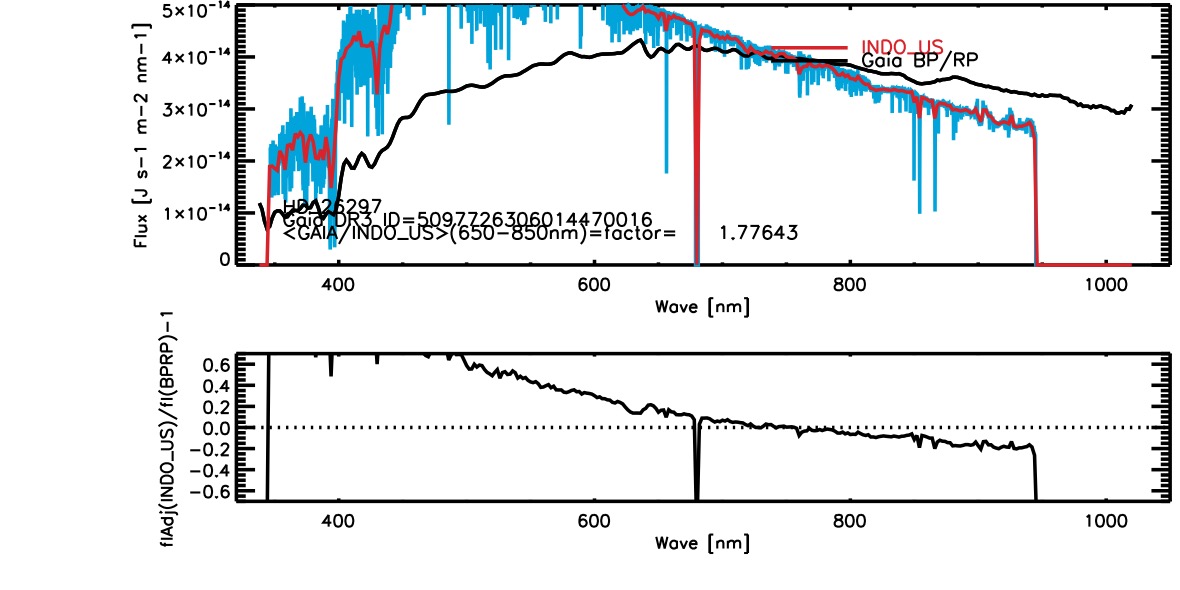 5×10−14
4×10−14
3×10−14
2×10−14
1×10−14
0
Flux [J s−1 m−2 nm−1]
INDO_US
Gaia BP/RP
Gaia DR3 ID=5097726306014470016
<GAIA/INDO_US>(650−850nm)=factor= 1.77643
400 600 800 1000
Wave [nm]
0.6
0.4
0.2
0.0
−0.2
−0.4
−0.6
flAdj(INDO_US)/fl(BPRP)−1
400 600 800 1000
Wave [nm]